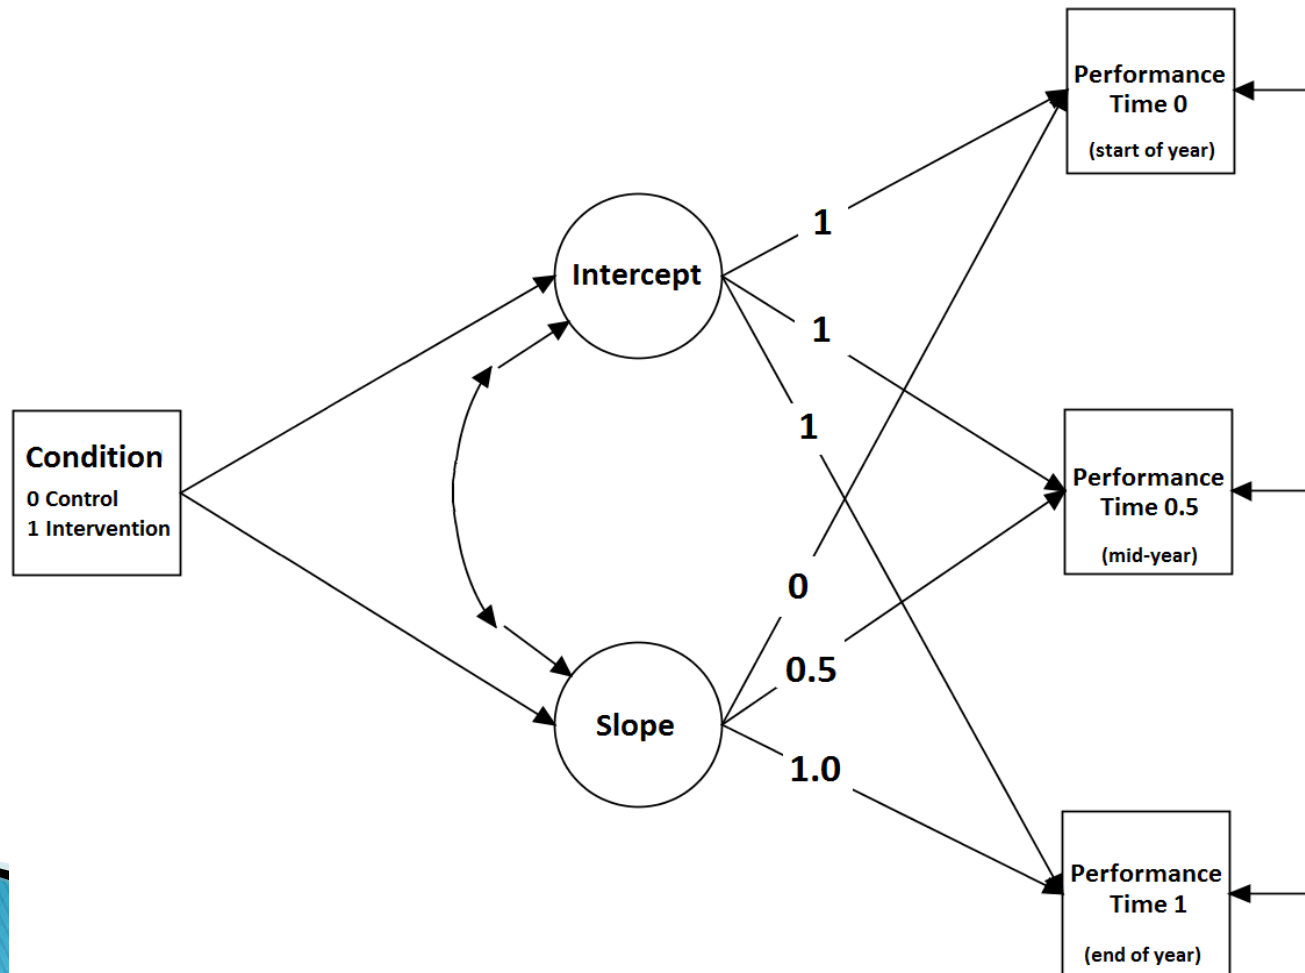 Condition
0 Control
1 Intervention
Intercept
Slope
1
1
1
0
0.5
1.0
Performance
Time 0
(start of year)
Performance
Time 0.5
(mid-year)
Performance
Time 1
(end of year)